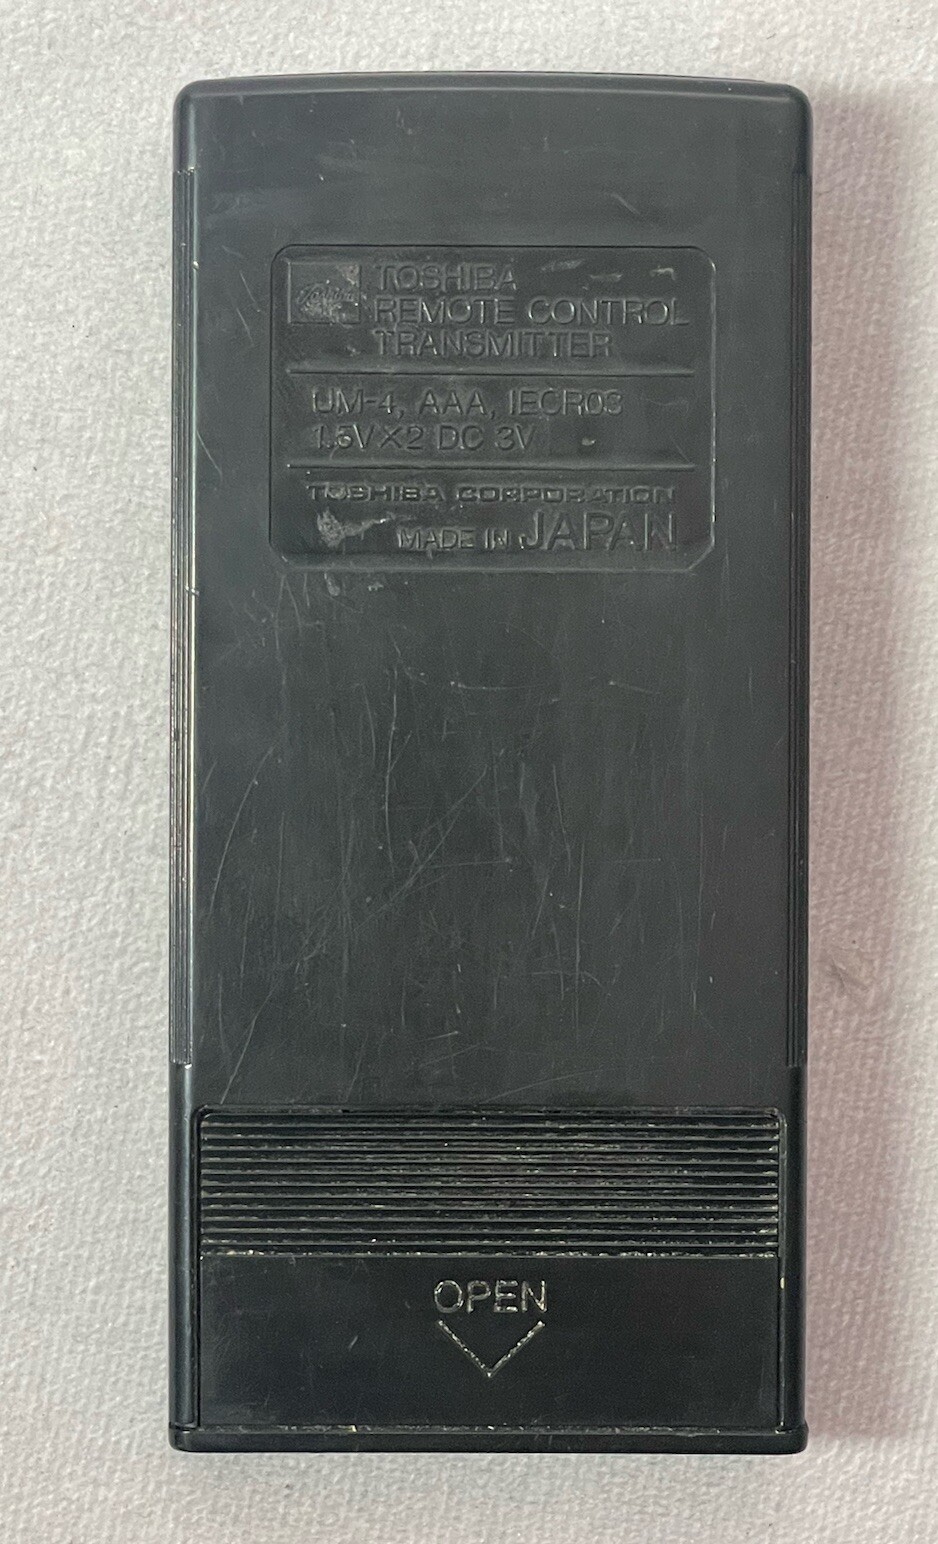 TOSHIBA
REMOTE CONTROL
TRANSMITTER
UM-4, AAA, IECR03
1.5V×2 DC 3V
TOSHIBA CORPORATION
MADE IN JAPAN
OPEN